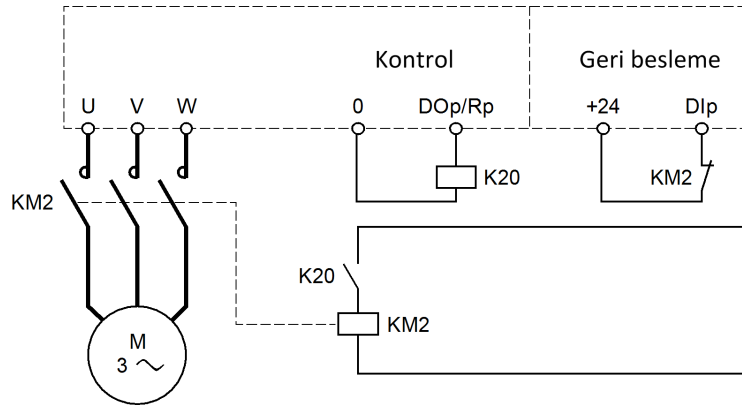 Kontrol Geri besleme
U V W 0 DOp/Rp +24 DIp
K20 KM2
KM2
K20
KM2
M
3